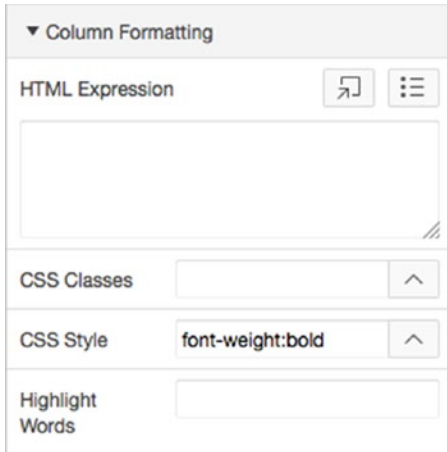 Column Formatting
HTML Expression
CSS Classes
CSS Style font-weight:bold
Highlight
Words